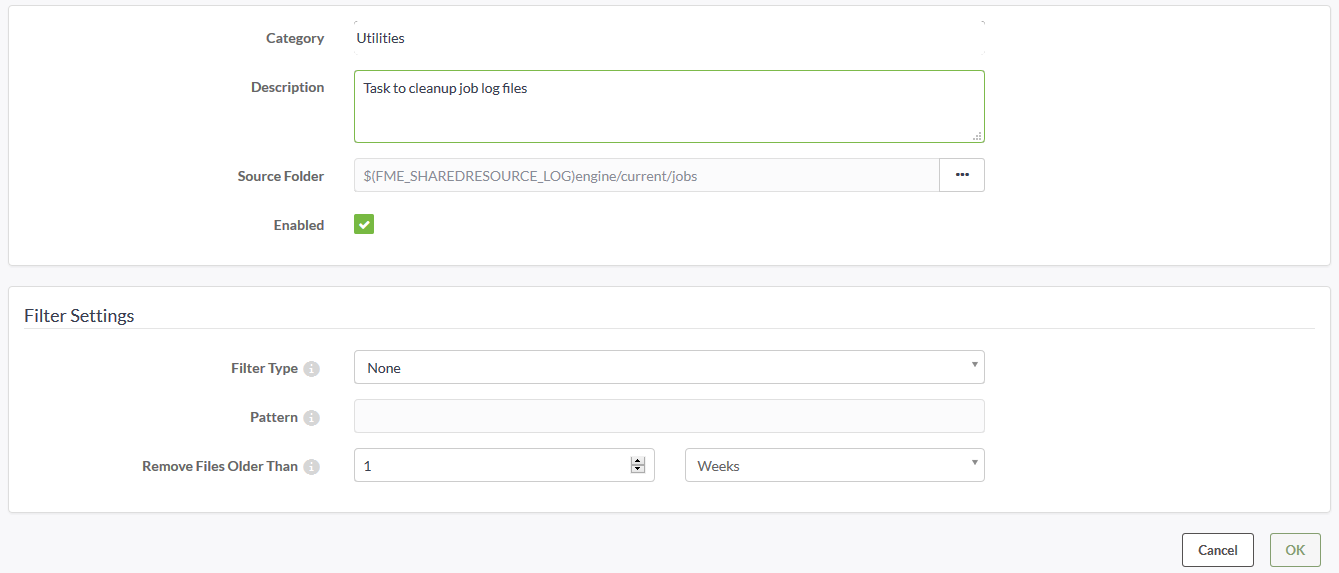 Category
Utilities
Description
Task to cleanup job log files
Source Folder
$(FME_SHAREDRESOURCE_LOG)engine/current/jobs
•••
Enabled
Filter Settings
Filter Type i
None
Pattern i
Remove Files Older Than i
1
Weeks
Cancel
OK